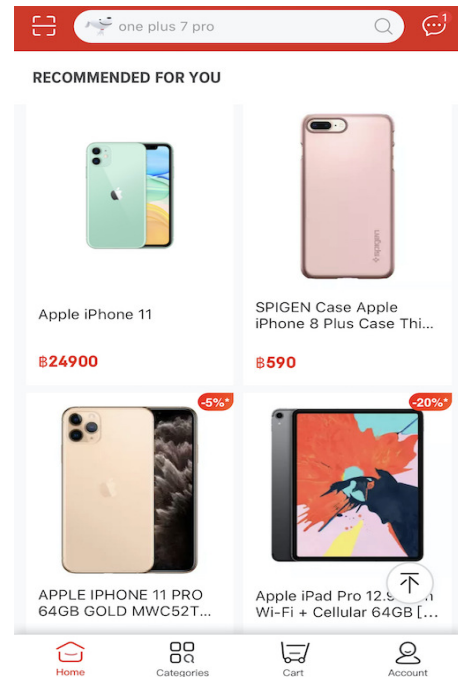 one plus 7 pro
1
RECOMMENDED FOR YOU
spigen
Apple iPhone 11
SPIGEN Case Apple
iPhone 8 Plus Case Thi...
฿24900
฿590
-5%*
-20%*
APPLE IPHONE 11 PRO
64GB GOLD MWC52T...
Apple iPad Pro 12.9
Wi-Fi + Cellular 64GB [...
Home
Categories
Cart
Account